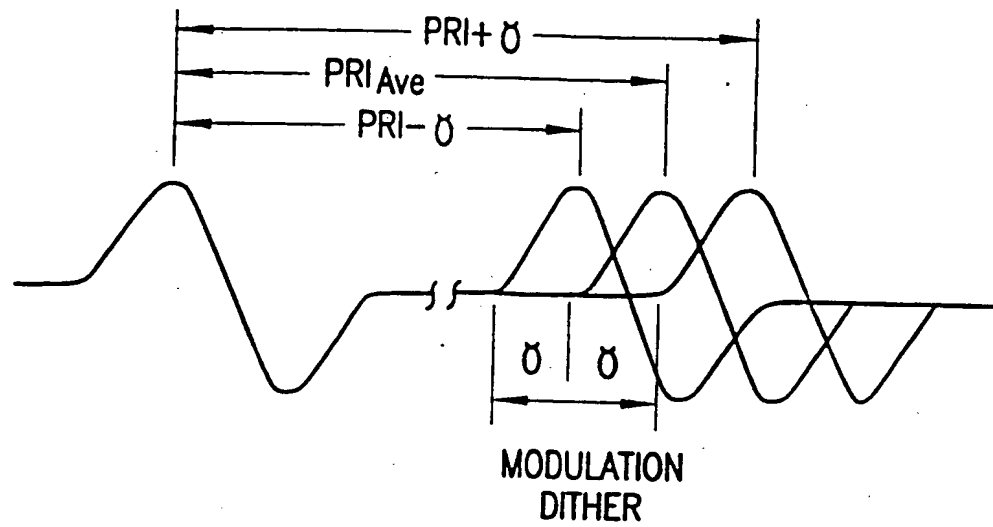 PRI+ Ꮼ
PRI Ave
PRI- Ꮼ
Ꮼ Ꮼ
MODULATION
DITHER